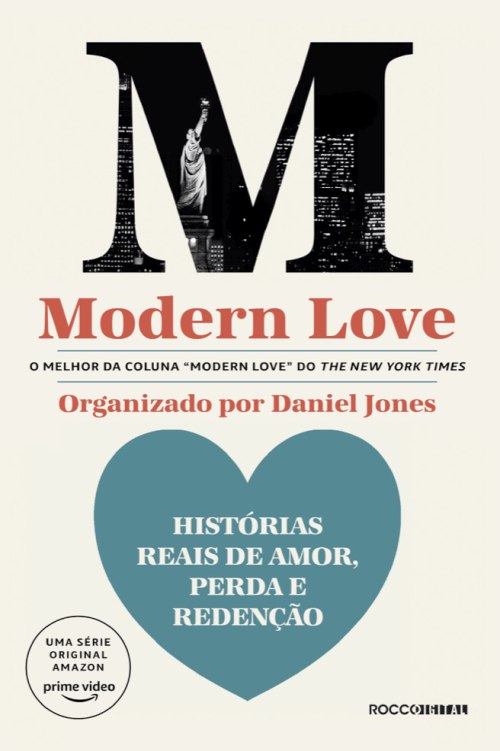 M
Modern Love
O MELHOR DA COLUNA “MODERN LOVE” DO THE NEW YORK TIMES
Organizado por Daniel Jones
HISTÓRIAS
REAIS DE AMOR,
PERDA E
REDENÇÃO
UMA SÉRIE
ORIGINAL
AMAZON
prime video
ROCCODIGITAL